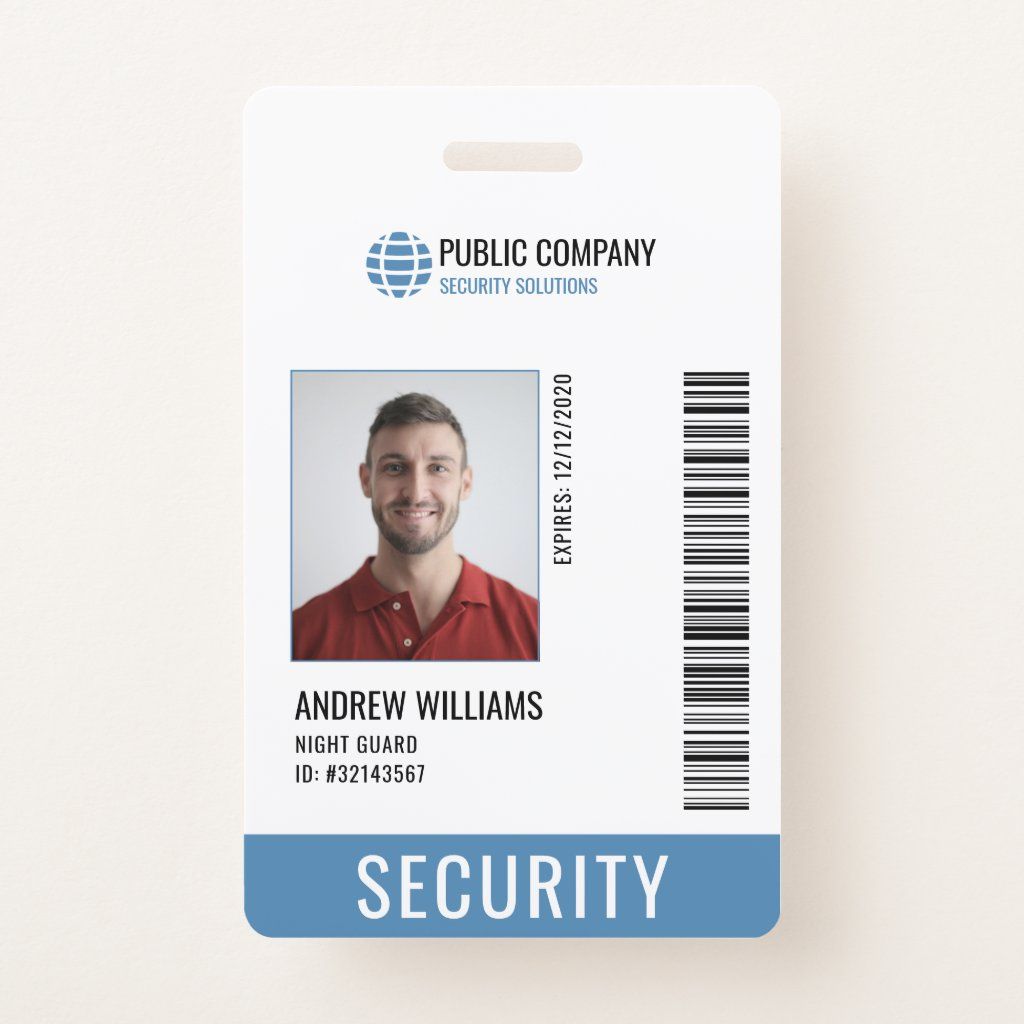 PUBLIC COMPANY
SECURITY SOLUTIONS
EXPIRES: 12/12/2020
ANDREW WILLIAMS
NIGHT GUARD
ID: #32143567
SECURITY